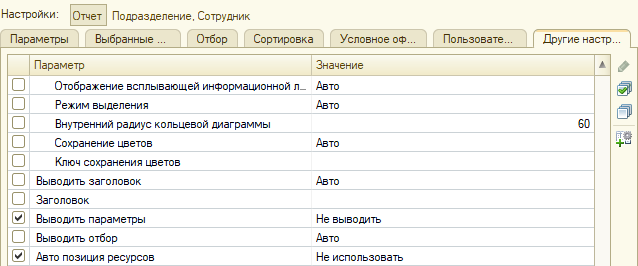 Настройки: Отчет Подразделение, Сотрудник
Параметры Выбранные ... Отбор Сортировка Условное оф... Пользовате... Другие настр...
Параметр Значение
Отображение всплывающей информационной л... Авто
Режим выделения Авто
Внутренний радиус кольцевой диаграммы 60
Сохранение цветов Авто
Ключ сохранения цветов
Выводить заголовок Авто
Заголовок
Выводить параметры Не выводить
Выводить отбор Авто
Авто позиция ресурсов Не использовать